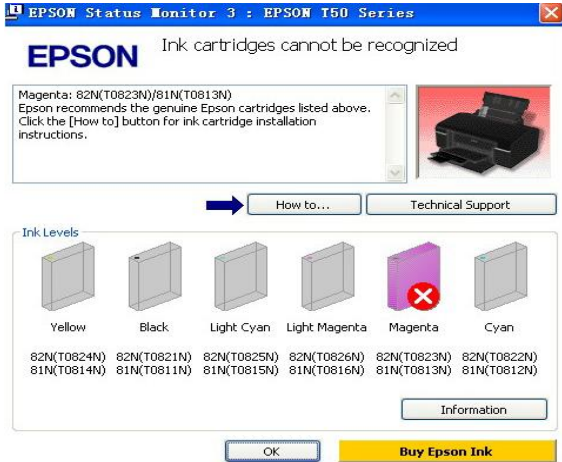 EPSON Status Monitor 3 : EPSON T50 Series
EPSON
Ink cartridges cannot be recognized
Magenta: 82N(T0823N)/81N(T0813N)
Epson recommends the genuine Epson cartridges listed above.
Click the [How to] button for ink cartridge installation
instructions.
How to...
Technical Support
Ink Levels
Yellow Black Light Cyan Light Magenta Magenta Cyan
82N(T0824N) 82N(T0821N) 82N(T0825N) 82N(T0826N) 82N(T0823N) 82N(T0822N)
81N(T0814N) 81N(T0811N) 81N(T0815N) 81N(T0816N) 81N(T0813N) 81N(T0812N)
Information
OK
Buy Epson Ink